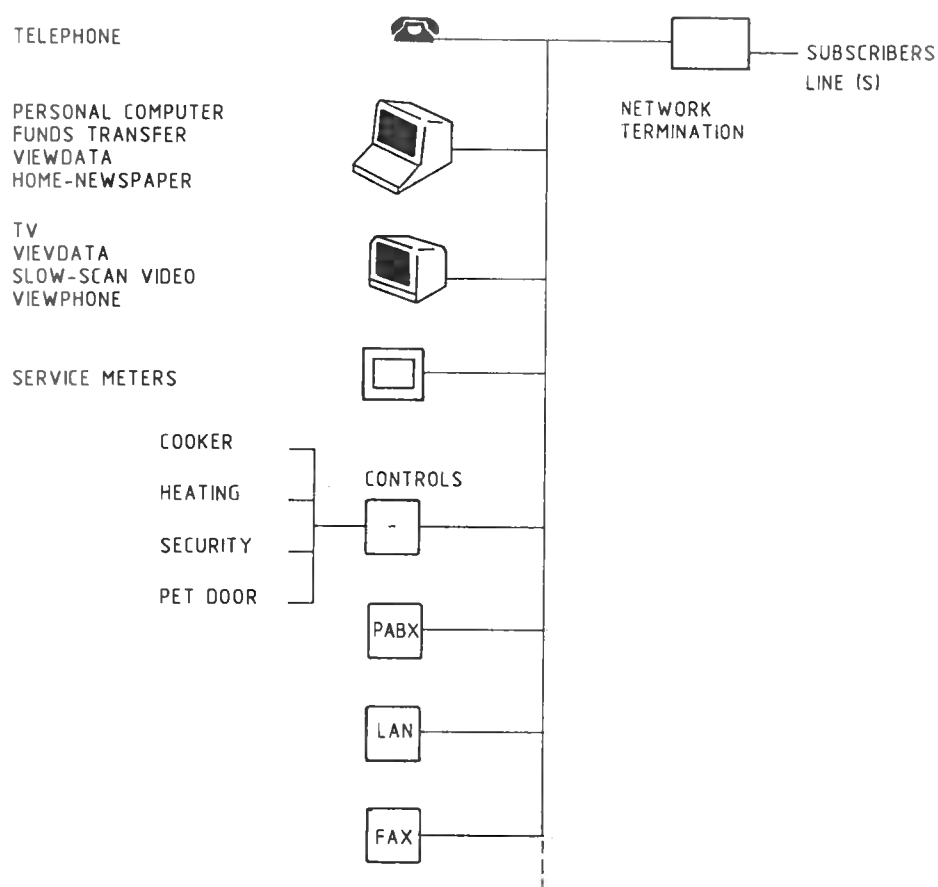 TELEPHONE
SUBSCRIBERS
LINE (S)
NETWORK
TERMINATION
PERSONAL COMPUTER
FUNDS TRANSFER
VIEWDATA
HOME-NEWSPAPER
TV
VIEVDATA
SLOW-SCAN VIDEO
VIEWPHONE
SERVICE METERS
COOKER
HEATING
SECURITY
PET DOOR
CONTROLS
PABX
LAN
FAX